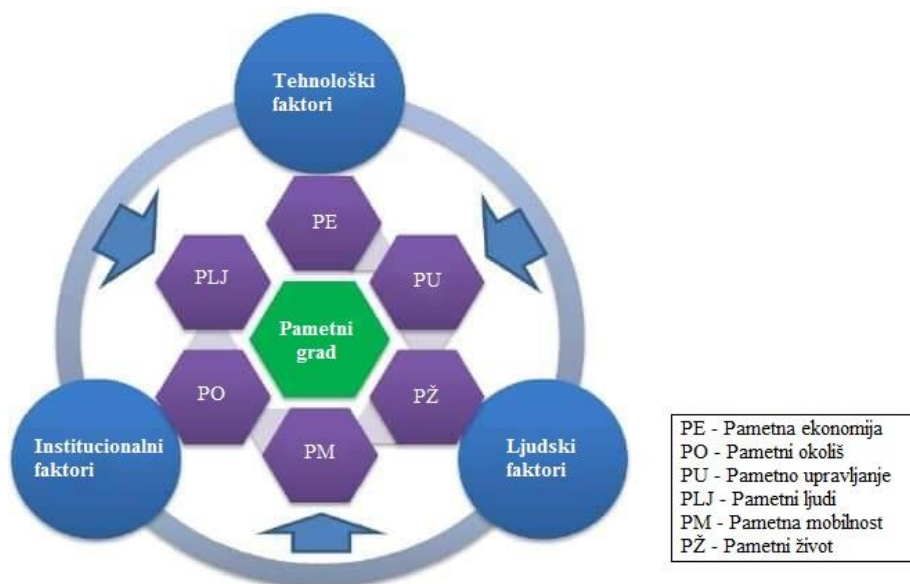 Tehnološki
faktori
PE
PLJ
PU
Pametni
grad
PO
PŽ
PM
Institucionalni
faktori
Ljudski
faktori
PE - Pametna ekonomija
PO - Pametni okoliš
PU - Pametno upravljanje
PLJ - Pametni ljudi
PM - Pametna mobilnost
PŽ - Pametni život